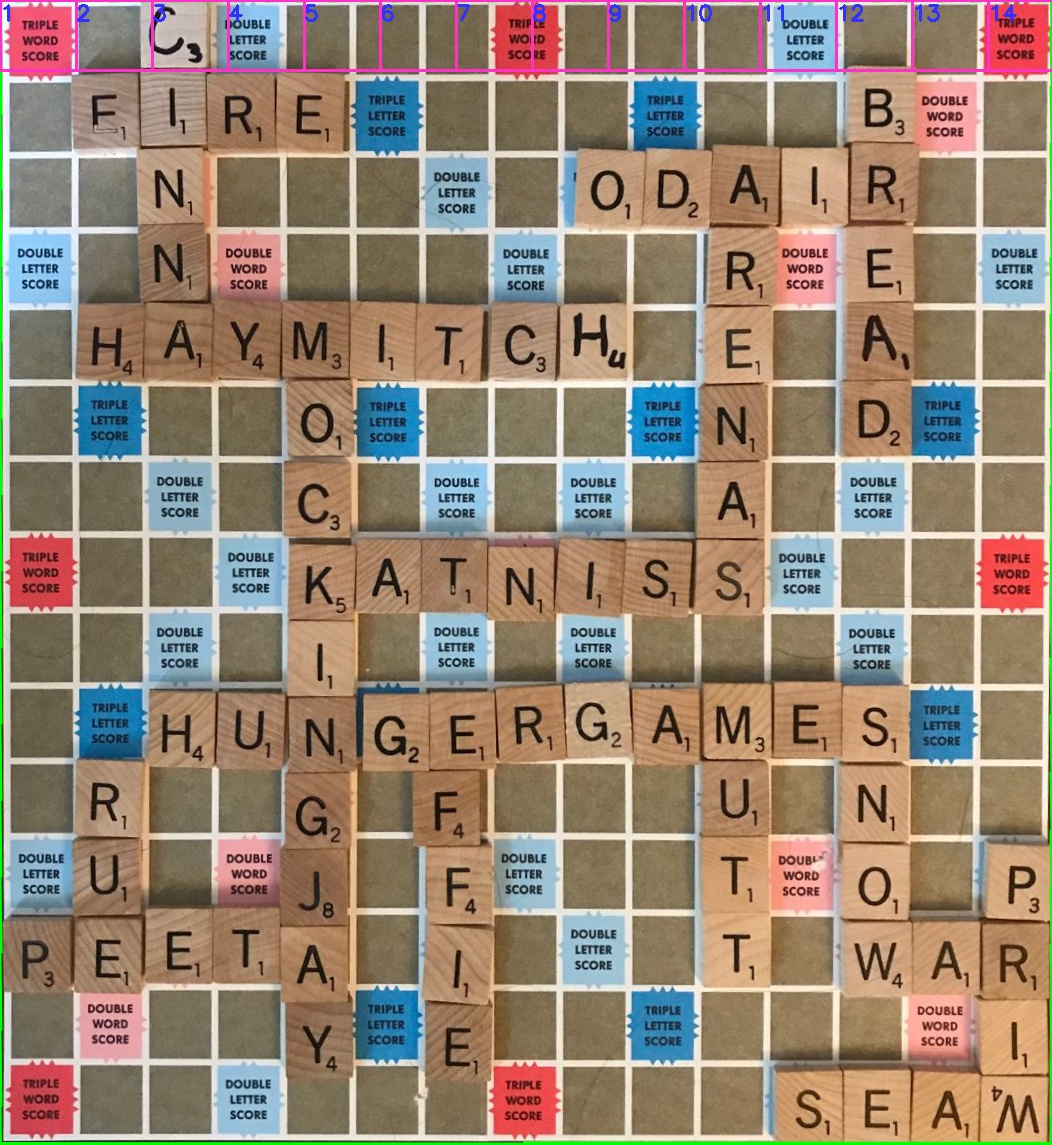 2 3 4 5 6 7 8 9 10 11 12 13 14
TRIPLE WORD SCORE C3 DOUBLE LETTER SCORE TRIPLE WORD SCORE DOUBLE LETTER SCORE TRIPLE WORD SCORE
F1 I1 R1 E1 TRIPLE LETTER SCORE TRIPLE LETTER SCORE B3 DOUBLE WORD SCORE
N1 DOUBLE LETTER SCORE O1 D2 A1 I1 R1
DOUBLE LETTER SCORE N1 DOUBLE WORD SCORE DOUBLE LETTER SCORE R1 DOUBLE WORD SCORE E1 DOUBLE LETTER SCORE
H4 A1 Y4 M3 I1 T1 C3 H4 E1 A1
TRIPLE LETTER SCORE O1 TRIPLE LETTER SCORE TRIPLE LETTER SCORE N1 D2 TRIPLE LETTER SCORE
DOUBLE LETTER SCORE C3 DOUBLE LETTER SCORE DOUBLE LETTER SCORE A1 DOUBLE LETTER SCORE
TRIPLE WORD SCORE DOUBLE LETTER SCORE K5 A1 T1 N1 I1 S1 S1 DOUBLE LETTER SCORE TRIPLE WORD SCORE
DOUBLE LETTER SCORE I1 DOUBLE LETTER SCORE DOUBLE LETTER SCORE DOUBLE LETTER SCORE
TRIPLE LETTER SCORE H4 U1 N1 G2 E1 R1 G2 A1 M3 E1 S1 TRIPLE LETTER SCORE
R1 G2 F4 U1 N1
DOUBLE LETTER SCORE U1 DOUBLE WORD SCORE J8 F4 DOUBLE LETTER SCORE T1 DOUBLE WORD SCORE O1 P3
P3 E1 E1 T1 A1 I1 DOUBLE LETTER SCORE T1 W4 A1 R1
DOUBLE WORD SCORE Y4 TRIPLE LETTER SCORE E1 TRIPLE LETTER SCORE DOUBLE WORD SCORE I1
TRIPLE WORD SCORE DOUBLE LETTER SCORE TRIPLE WORD SCORE S1 E1 A1 W4